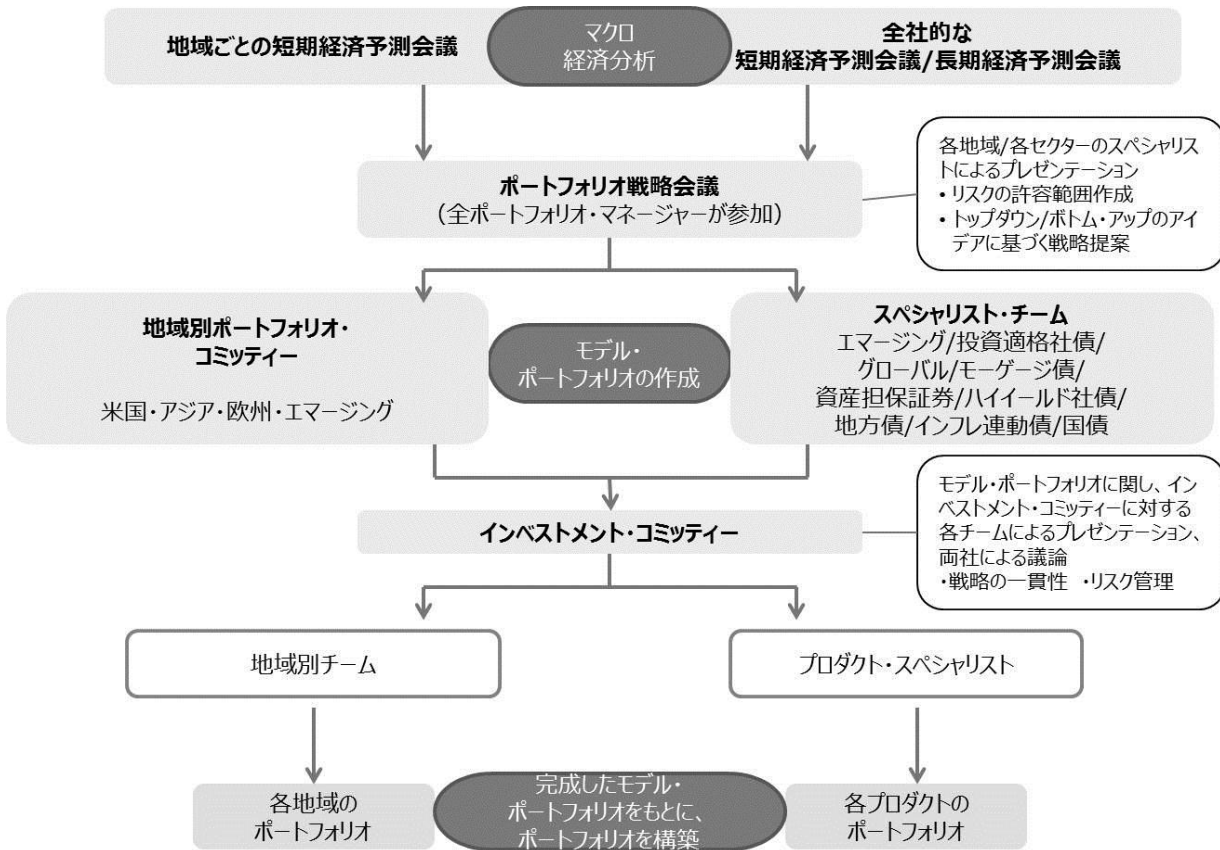 地域ごとの短期経済予測会議
マクロ
経済分析
全社的な
短期経済予測会議/長期経済予測会議
各地域/各セクターのスペシャリス
トによるプレゼンテーション
• リスクの許容範囲作成
• トップダウン/ボトム・アップのアイ
デアに基づく戦略提案
ポートフォリオ戦略会議
（全ポートフォリオ・マネージャーが参加）
地域別ポートフォリオ・
コミッティー
米国・アジア・欧州・エマージング
モデル・
ポートフォリオの作成
スペシャリスト・チーム
エマージング/投資適格社債/
グローバル/モーゲージ債/
資産担保証券/ハイイールド社債/
地方債/インフレ連動債/国債
モデル・ポートフォリオに関し、イン
ベストメント・コミッティーに対する
各チームによるプレゼンテーション、
両社による議論
・戦略の一貫性 ・リスク管理
インベストメント・コミッティー
地域別チーム
プロダクト・スペシャリスト
各地域の
ポートフォリオ
完成したモデル・
ポートフォリオをもとに、
ポートフォリオを構築
各プロダクトの
ポートフォリオ